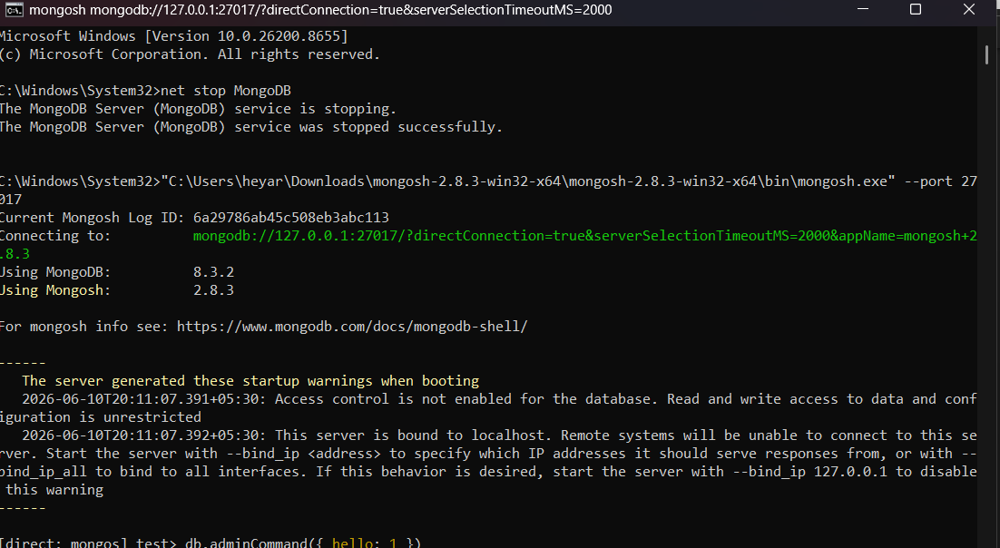 mongosh mongodb://127.0.0.1:27017/?directConnection=true&serverSelectionTimeoutMS=2000
Microsoft Windows [Version 10.0.26200.8655]
(c) Microsoft Corporation. All rights reserved.
C:\Windows\System32>net stop MongoDB
The MongoDB Server (MongoDB) service is stopping.
The MongoDB Server (MongoDB) service was stopped successfully.
C:\Windows\System32>"C:\Users\heyar\Downloads\mongosh-2.8.3-win32-x64\mongosh-2.8.3-win32-x64\bin\mongosh.exe" --port 27
017
Current Mongosh Log ID: 6a29786ab45c508eb3abc113
Connecting to: mongodb://127.0.0.1:27017/?directConnection=true&serverSelectionTimeoutMS=2000&appName=mongosh+2
.8.3
Using MongoDB: 8.3.2
Using Mongosh: 2.8.3
For mongosh info see: https://www.mongodb.com/docs/mongodb-shell/
------
The server generated these startup warnings when booting
2026-06-10T20:11:07.391+05:30: Access control is not enabled for the database. Read and write access to data and conf
iguration is unrestricted
2026-06-10T20:11:07.392+05:30: This server is bound to localhost. Remote systems will be unable to connect to this se
rver. Start the server with --bind_ip <address> to specify which IP addresses it should serve responses from, or with --
bind_ip_all to bind to all interfaces. If this behavior is desired, start the server with --bind_ip 127.0.0.1 to disable
this warning
------
[direct: mongos] test> db.adminCommand({ hello: 1 })